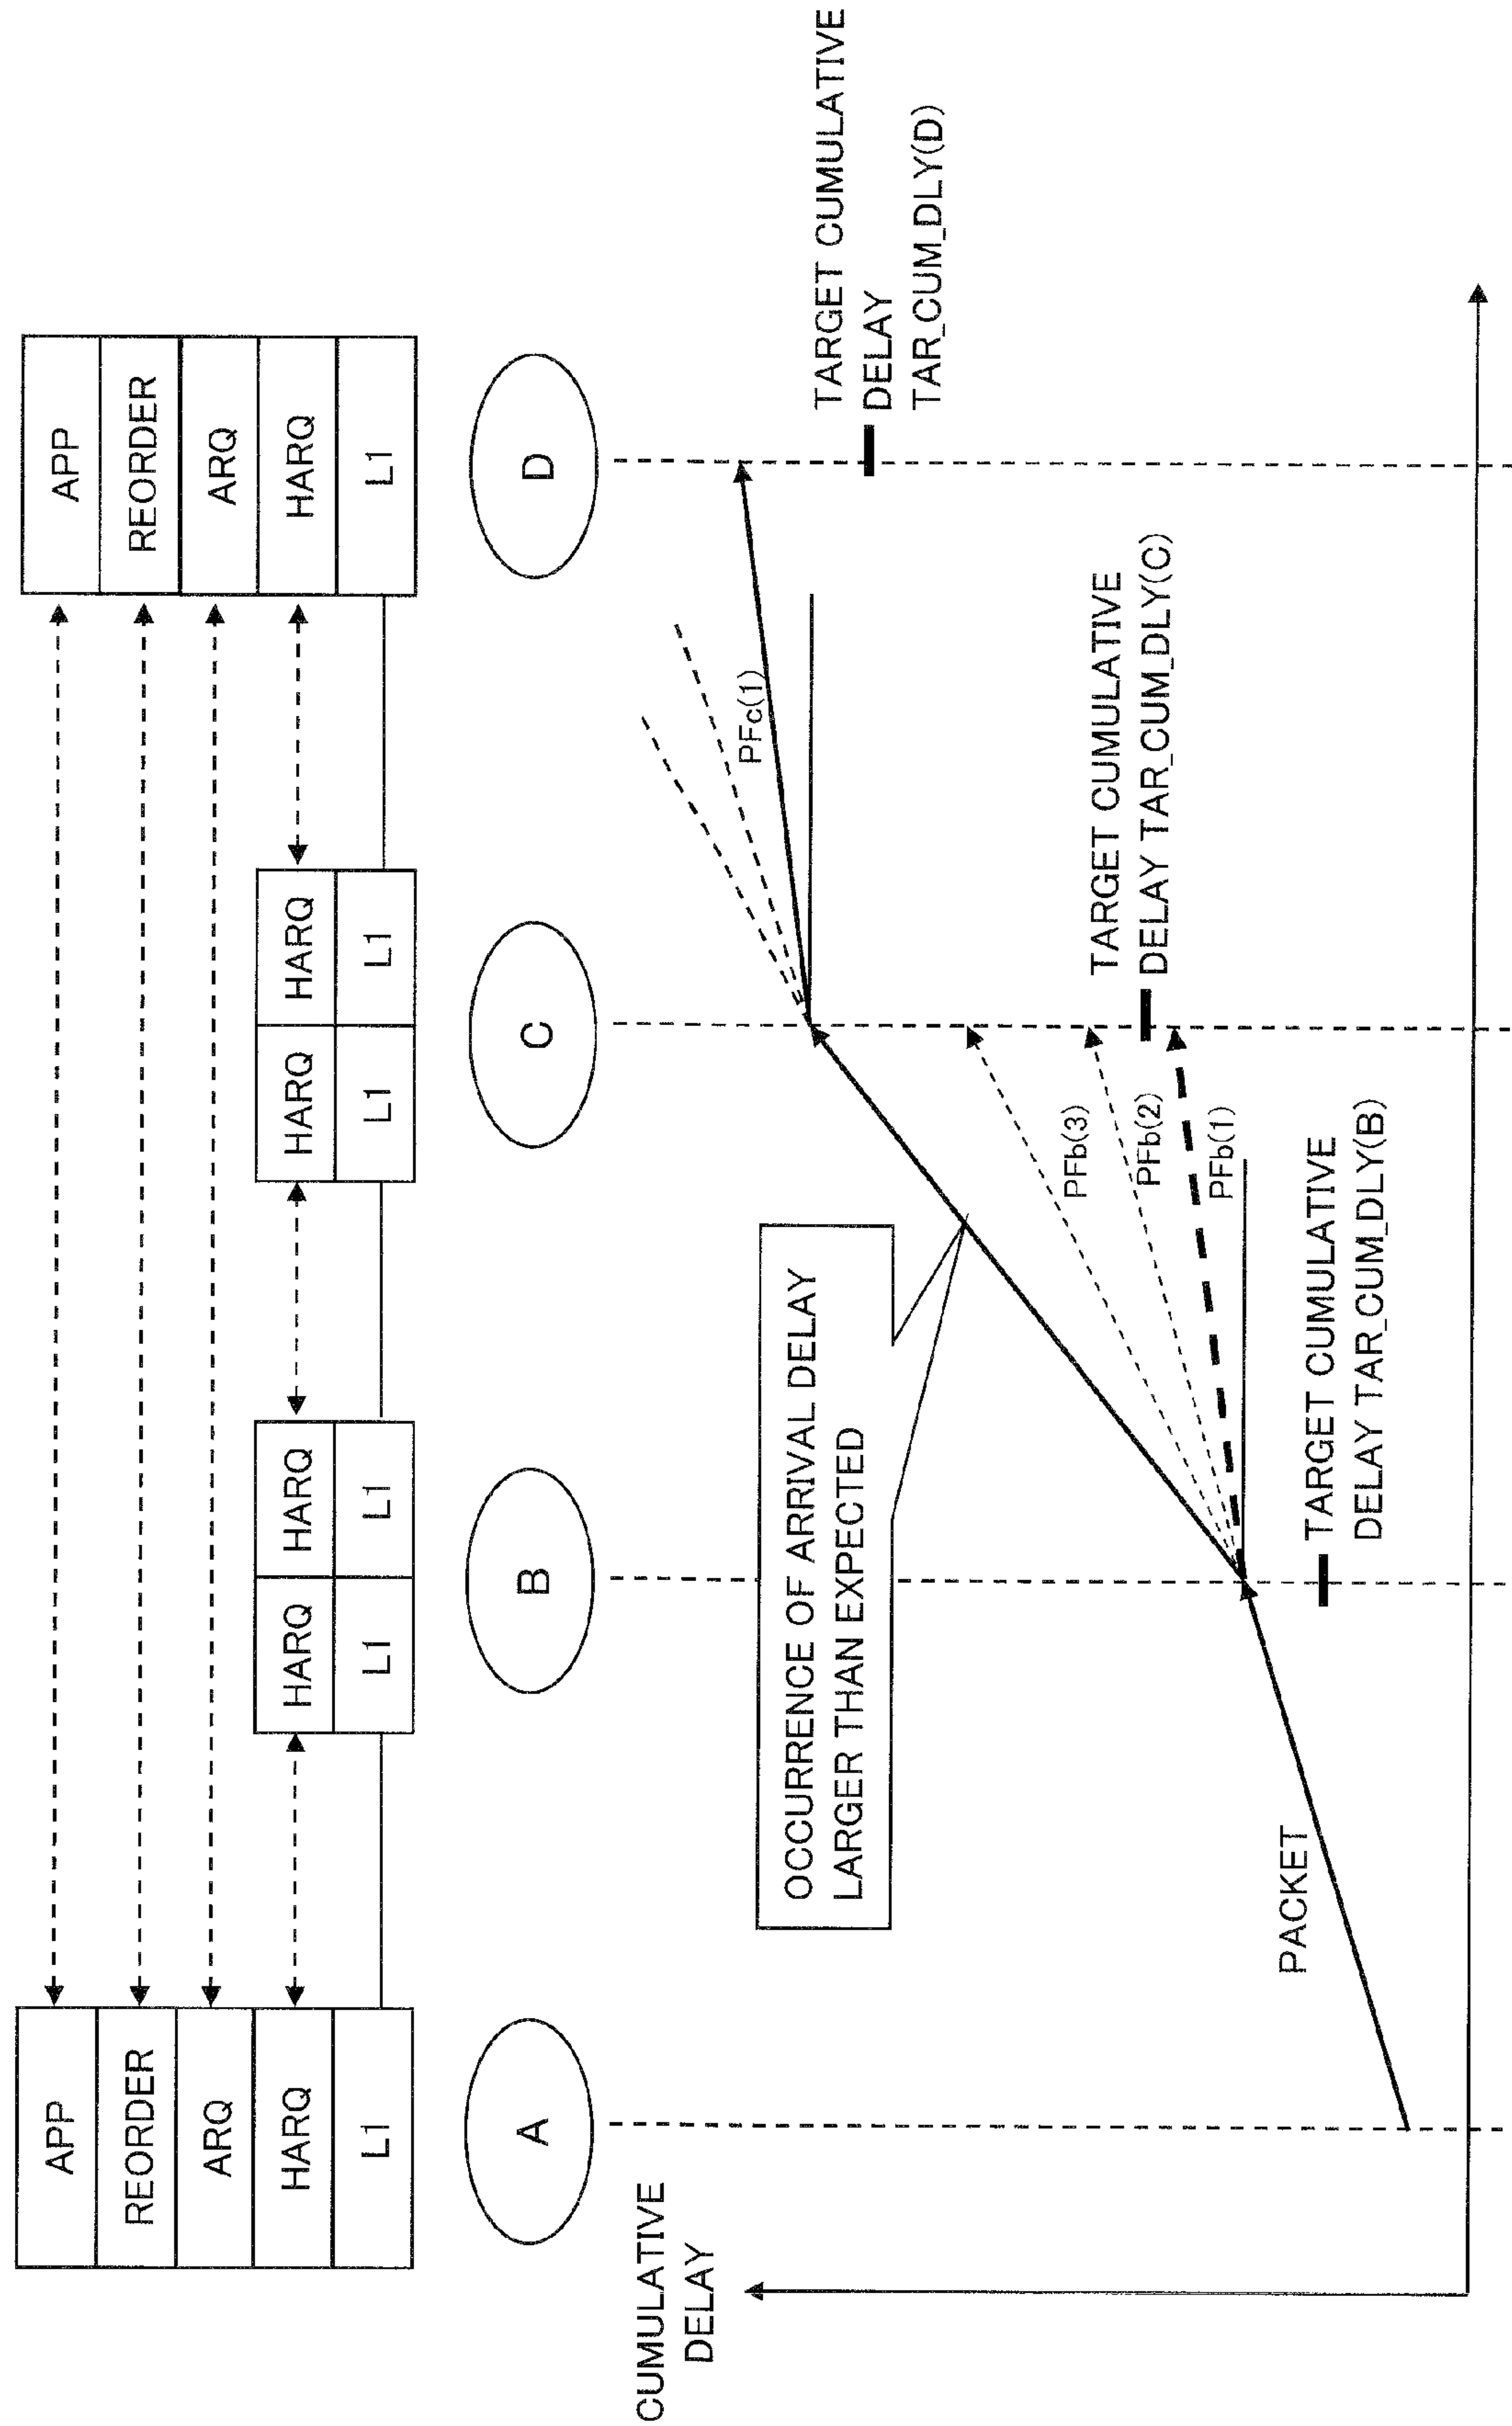 APP
REORDER
ARQ
HARQ
L1
HARQ
L1
HARQ
L1
HARQ
L1
HARQ
L1
APP
REORDER
ARQ
HARQ
L1
A
B
C
D
CUMULATIVE
DELAY
PACKET
OCCURRENCE OF ARRIVAL DELAY
LARGER THAN EXPECTED
TARGET CUMULATIVE
DELAY TAR_CUM_DLY(B)
PFb(3)
PFb(2)
PFb(1)
TARGET CUMULATIVE
DELAY TAR_CUM_DLY(C)
PFc(1)
TARGET CUMULATIVE
DELAY
TAR_CUM_DLY(D)